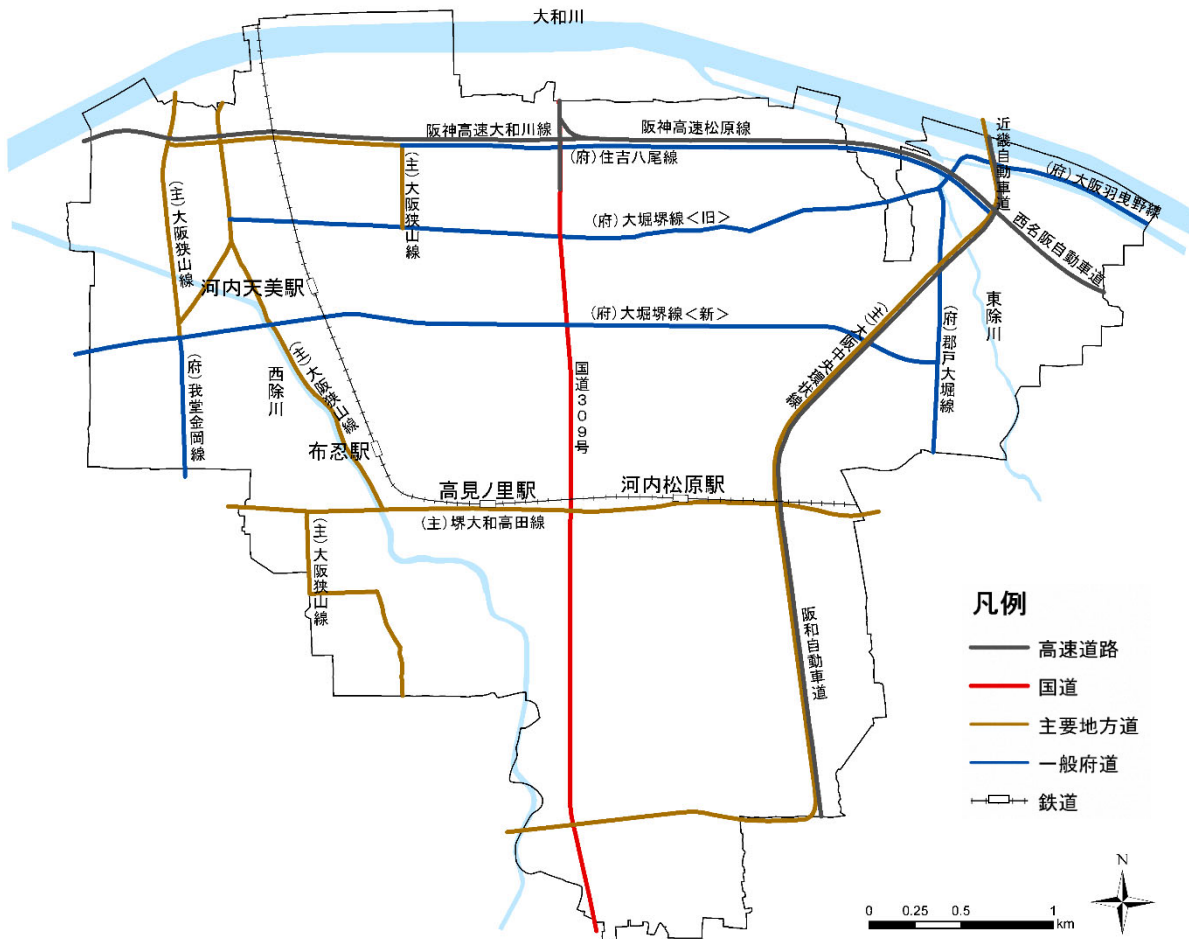 大和川
近畿自動車道
阪神高速大和川線
阪神高速松原線
(府)住吉八尾線
(府)大阪羽曳野線
(主)大阪狭山線
(主)大阪狭山線
(府)大堀堺線<旧>
西名阪自動車道
河内天美駅
東除川
(府)大堀堺線<新>
(主)大阪中央環状線
(府)郡戸大堀線
(府)我堂金岡線
西除川
(主)大阪狭山線
国道309号
布忍駅
高見ノ里駅
河内松原駅
(主)堺大和高田線
(主)大阪狭山線
阪和自動車道
凡例
高速道路
国道
主要地方道
一般府道
鉄道
N
0 0.25 0.5 1
km